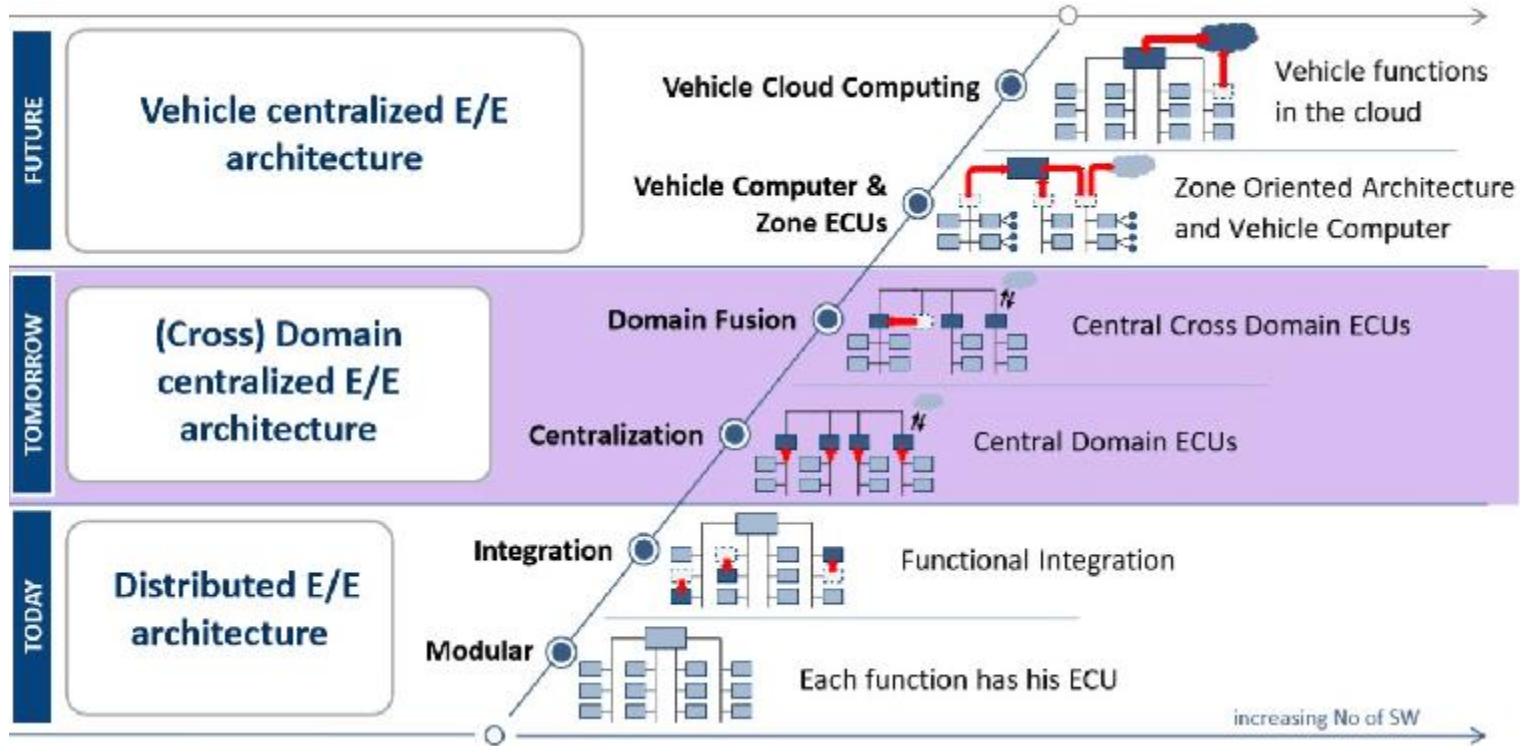 FUTURE
Vehicle centralized E/E
architecture
Vehicle Cloud Computing
Vehicle functions
in the cloud
Vehicle Computer &
Zone ECUs
Zone Oriented Architecture
and Vehicle Computer
TOMORROW
(Cross) Domain
centralized E/E
architecture
Domain Fusion
Central Cross Domain ECUs
Centralization
Central Domain ECUs
TODAY
Distributed E/E
architecture
Integration
Functional Integration
Modular
Each function has his ECU
increasing No of SW